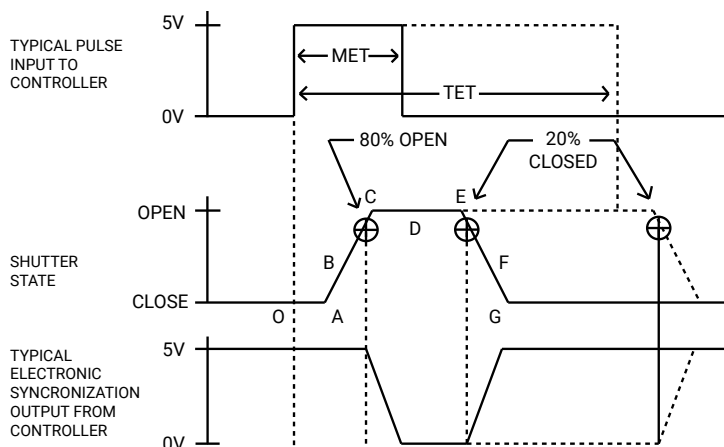 5V
TYPICAL PULSE
INPUT TO
CONTROLLER
MET
TET
0V
80% OPEN
20%
CLOSED
C
E
OPEN
D
B
F
SHUTTER
STATE
CLOSE
O
A
G
TYPICAL
ELECTRONIC
SYNCRONIZATION
OUTPUT FROM
CONTROLLER
5V
0V